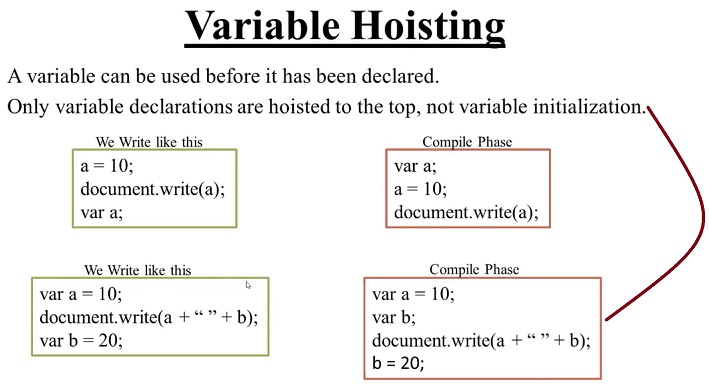 Variable Hoisting
A variable can be used before it has been declared.
Only variable declarations are hoisted to the top, not variable initialization.
We Write like this
a = 10;
document.write(a);
var a;
Compile Phase
var a;
a = 10;
document.write(a);
We Write like this
var a = 10;
document.write(a + “ ” + b);
var b = 20;
Compile Phase
var a = 10;
var b;
document.write(a + “ ” + b);
b = 20;